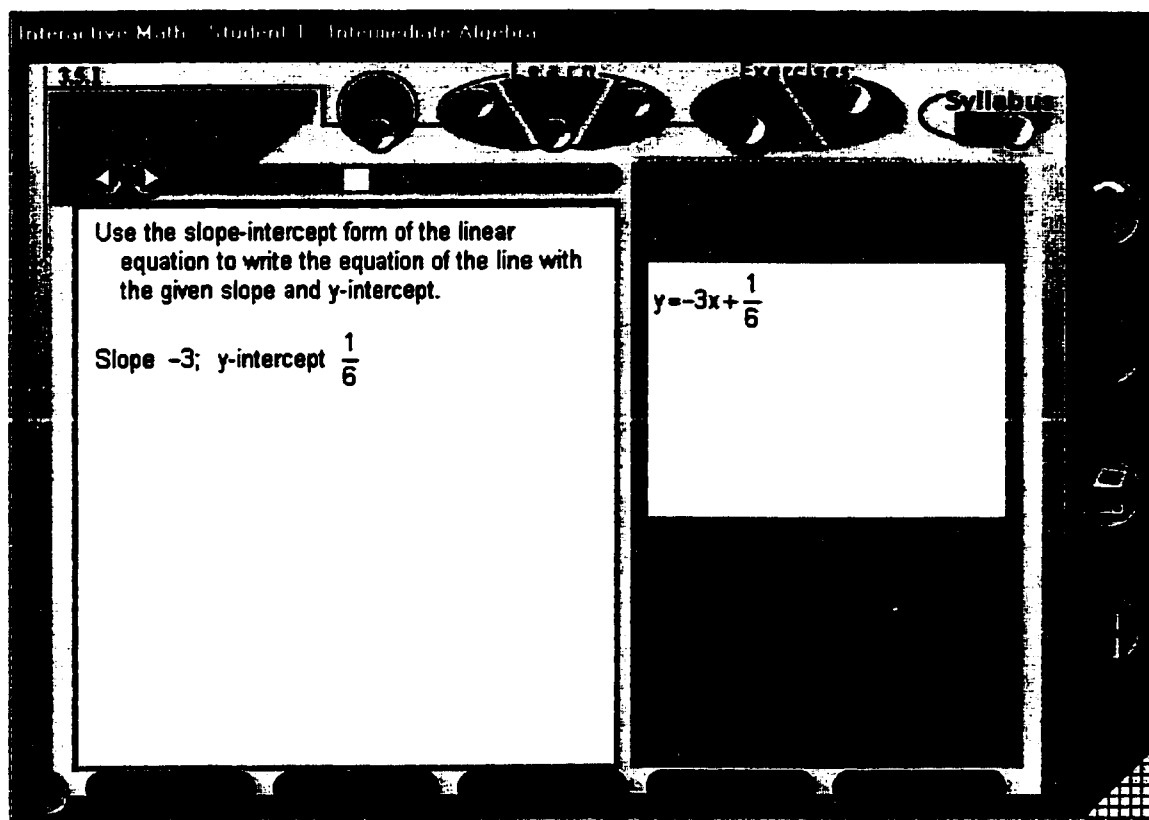 Interactive Math - Student 1 - Intermediate Algebra
3.5.1
Learn
Exercises
Syllabus
Use the slope-intercept form of the linear
equation to write the equation of the line with
the given slope and y-intercept.
Slope -3; y-intercept 1/6
y=-3x+1/6